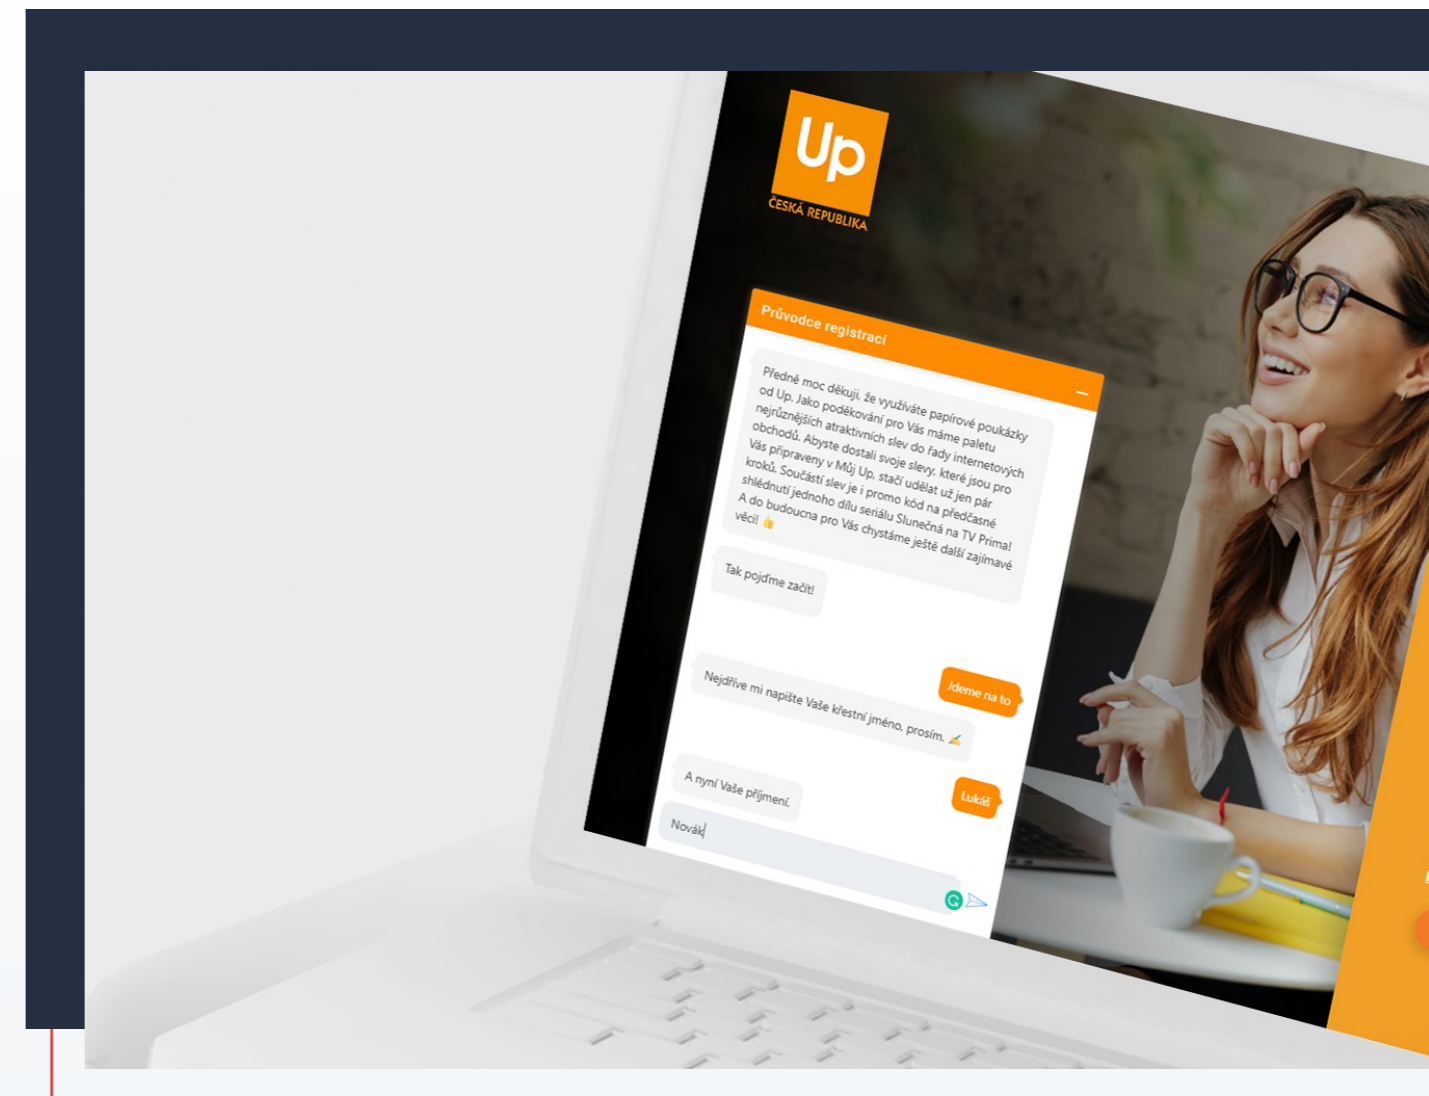 Up
ČESKÁ REPUBLIKA
Průvodce registrací
Předně moc děkuji, že využíváte papírové poukázky
od Up. Jako poděkování pro Vás máme paletu
nejrůznějších atraktivních slev do řady internetových
obchodů. Abyste dostali svoje slevy, které jsou pro
Vás připraveny v Můj Up, stačí udělat už jen pár
kroků. Součástí slev je i promo kód na předčasné
shlédnutí jednoho dílu seriálu Slunečná na TV Prima!
A do budoucna pro Vás chystáme ještě další zajímavé
věci! 👍
Tak pojďme začít!
Jdeme na to
Nejdříve mi napište Vaše křestní jméno, prosím. ✍
Lukáš
A nyní Vaše příjmení.
Novák